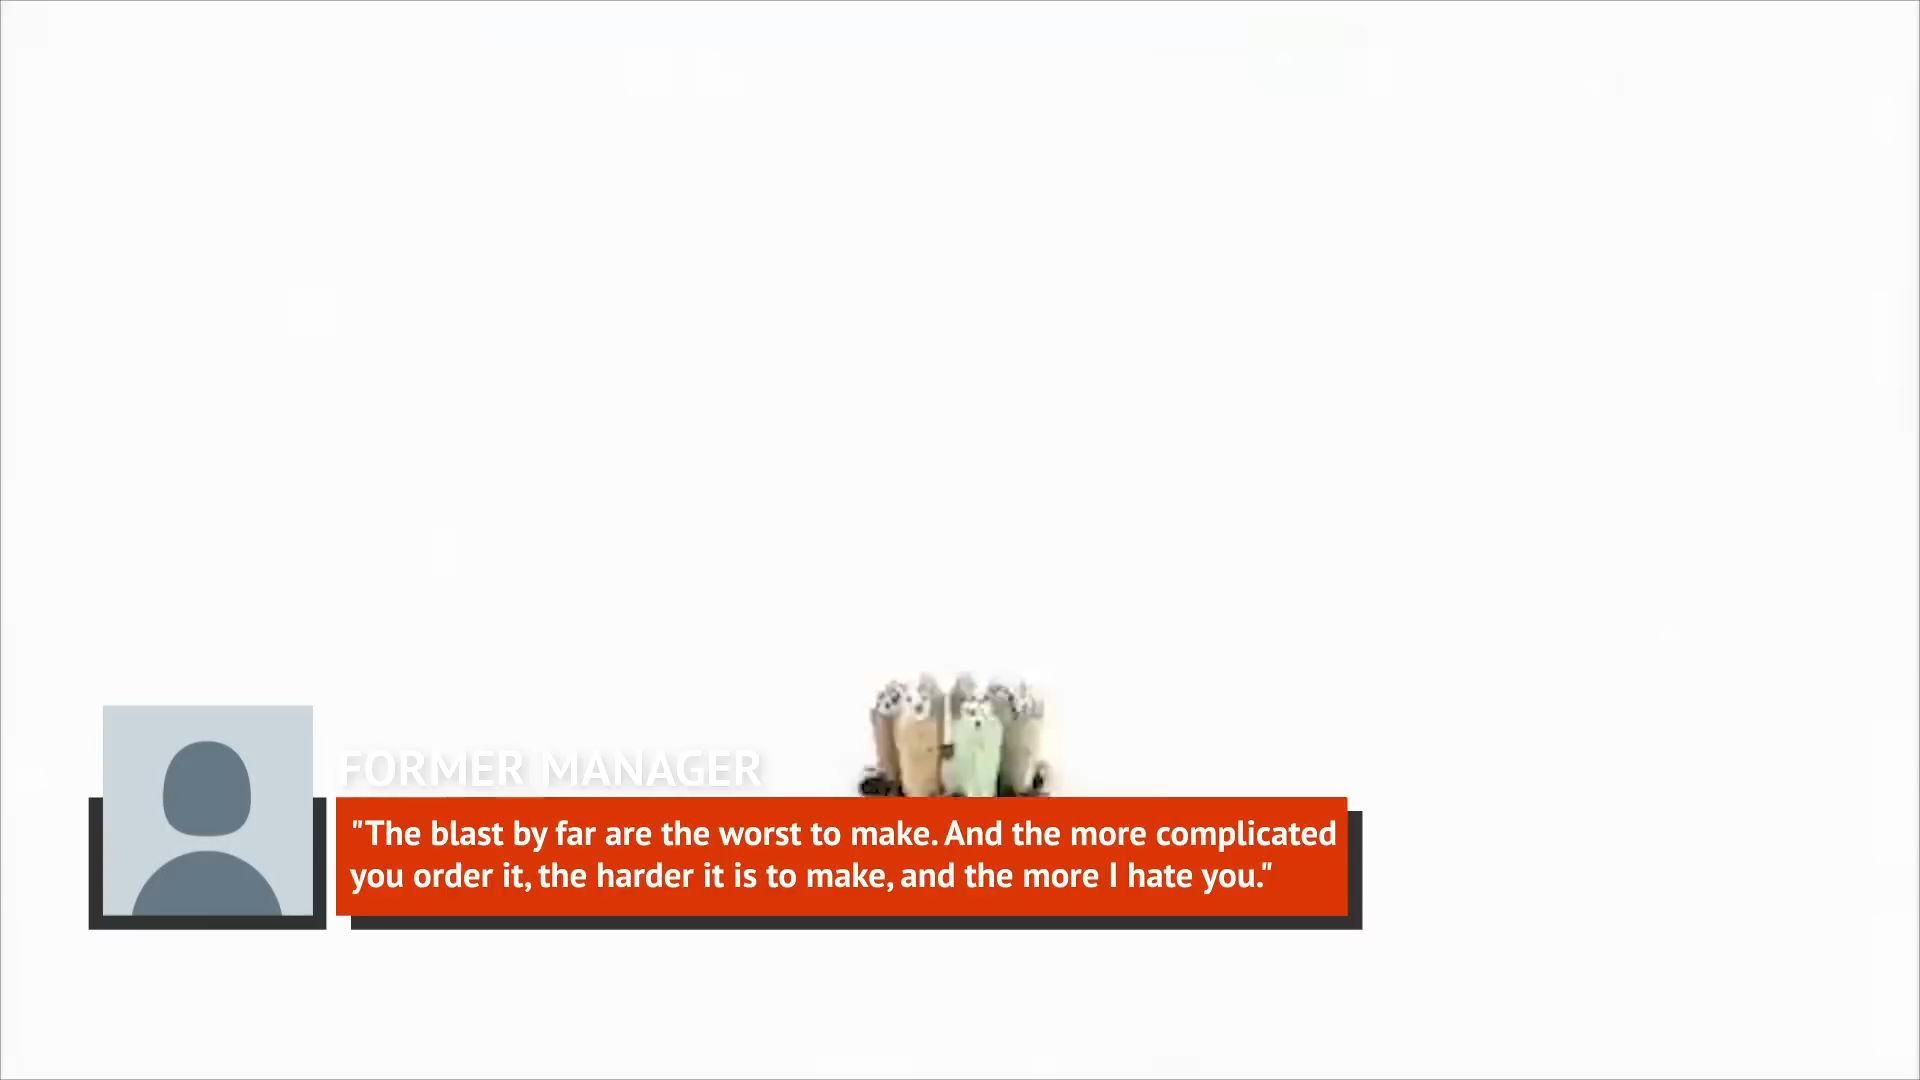 FORMER MANAGER
"The blast by far are the worst to make. And the more complicated
you order it, the harder it is to make, and the more I hate you."